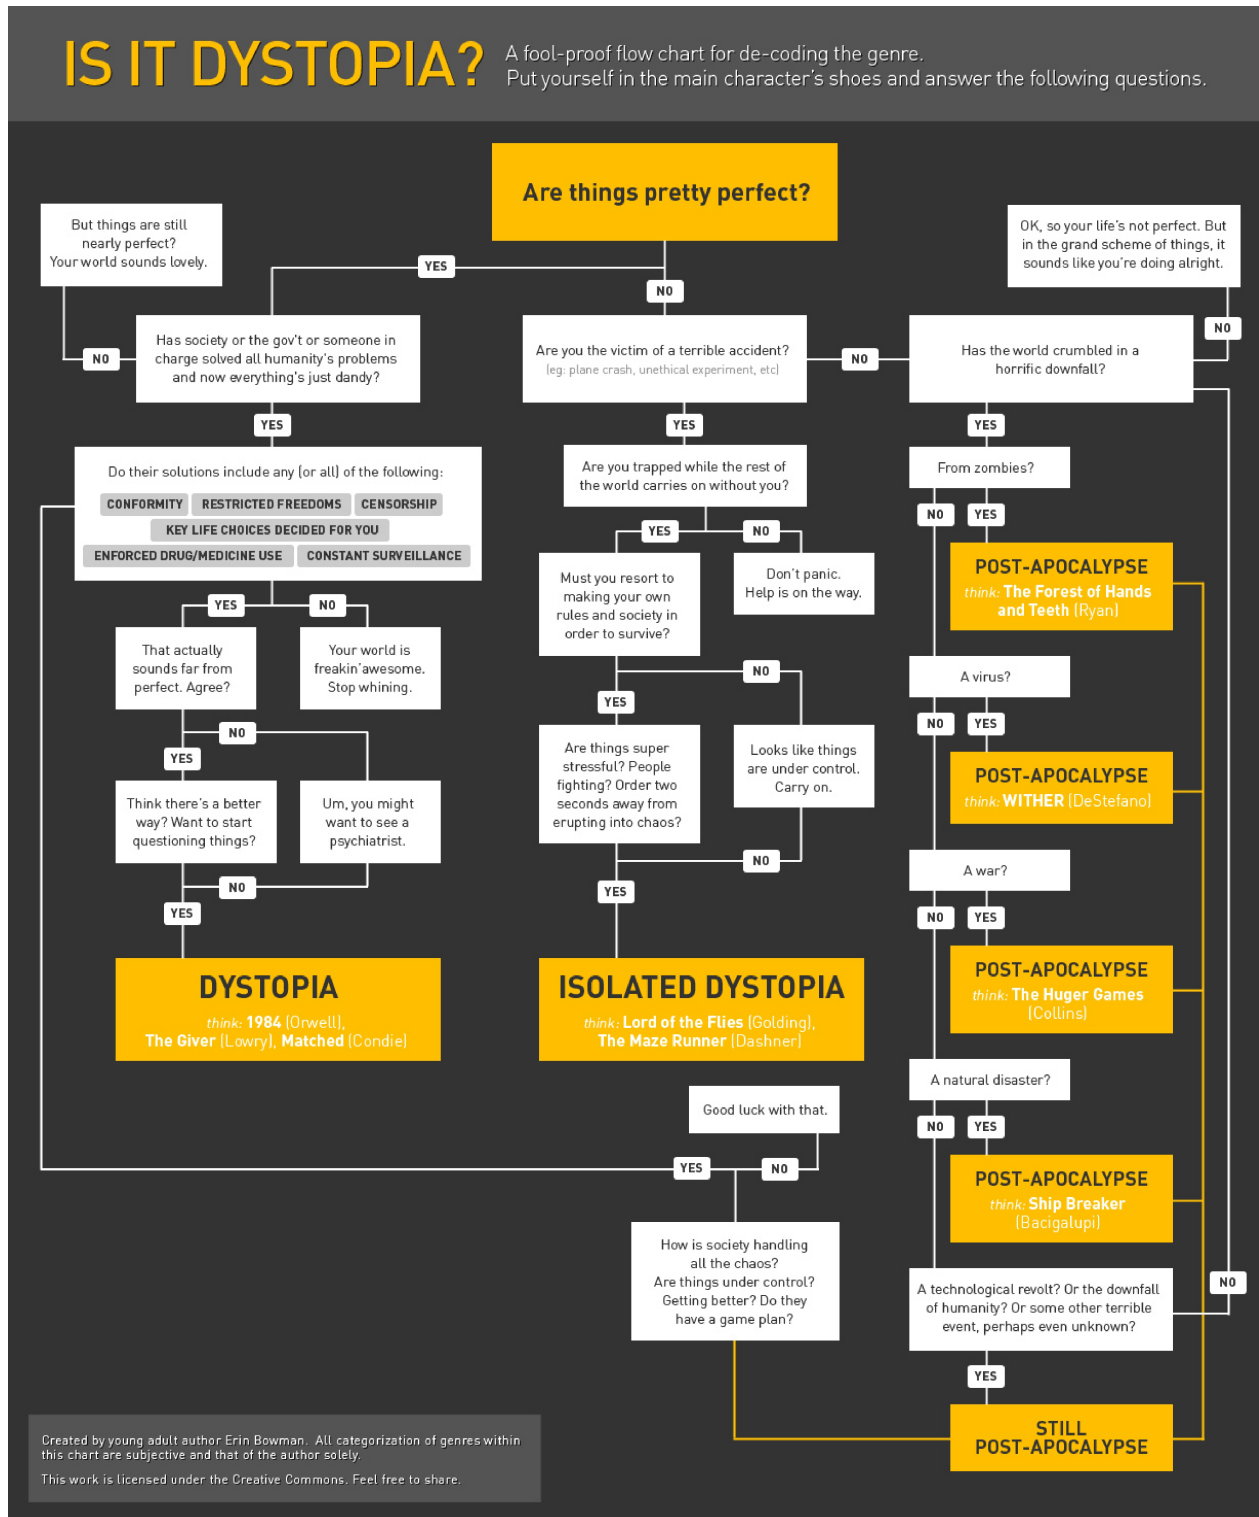 IS IT DYSTOPIA?
A fool-proof flow chart for de-coding the genre.
Put yourself in the main character's shoes and answer the following questions.
Are things pretty perfect?
But things are still
nearly perfect?
Your world sounds lovely.
OK, so your life's not perfect. But
in the grand scheme of things, it
sounds like you're doing alright.
YES
NO
NO
Has society or the gov't or someone in
charge solved all humanity's problems
and now everything's just dandy?
NO
Are you the victim of a terrible accident?
(eg: plane crash, unethical experiment, etc)
NO
Has the world crumbled in a
horrific downfall?
YES
YES
YES
Do their solutions include any (or all) of the following:
CONFORMITY
RESTRICTED FREEDOMS
CENSORSHIP
KEY LIFE CHOICES DECIDED FOR YOU
ENFORCED DRUG/MEDICINE USE
CONSTANT SURVEILLANCE
Are you trapped while the rest of
the world carries on without you?
From zombies?
YES
NO
NO
YES
Must you resort to
making your own
rules and society in
order to survive?
Don't panic.
Help is on the way.
POST-APOCALYPSE
think: The Forest of Hands
and Teeth (Ryan)
YES
NO
That actually
sounds far from
perfect. Agree?
Your world is
freakin'awesome.
Stop whining.
NO
YES
A virus?
NO
YES
NO
YES
Are things super
stressful? People
fighting? Order two
seconds away from
erupting into chaos?
Looks like things
are under control.
Carry on.
POST-APOCALYPSE
think: WITHER (DeStefano)
Think there's a better
way? Want to start
questioning things?
Um, you might
want to see a
psychiatrist.
NO
YES
A war?
NO
YES
NO
YES
DYSTOPIA
think: 1984 (Orwell),
The Giver (Lowry), Matched (Condie)
ISOLATED DYSTOPIA
think: Lord of the Flies (Golding),
The Maze Runner (Dashner)
POST-APOCALYPSE
think: The Huger Games
(Collins)
A natural disaster?
Good luck with that.
NO
YES
YES
NO
POST-APOCALYPSE
think: Ship Breaker
(Bacigalupi)
How is society handling
all the chaos?
Are things under control?
Getting better? Do they
have a game plan?
A technological revolt? Or the downfall
of humanity? Or some other terrible
event, perhaps even unknown?
NO
YES
STILL
POST-APOCALYPSE
Created by young adult author Erin Bowman. All categorization of genres within
this chart are subjective and that of the author solely.
This work is licensed under the Creative Commons. Feel free to share.